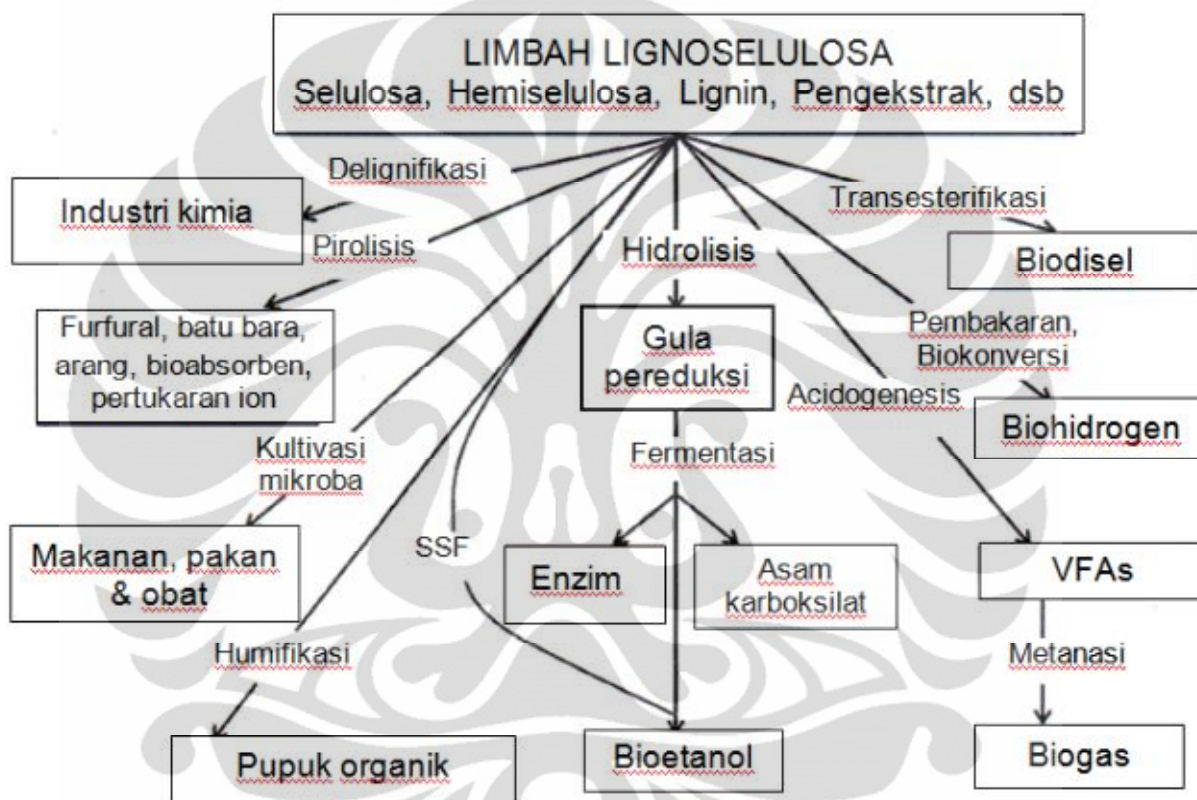 LIMBAH LIGNOSELULOSA
Selulosa, Hemiselulosa, Lignin, Pengekstrak, dsb
Delignifikasi
Transesterifikasi
Industri kimia
Pirolisis
Hidrolisis
Biodisel
Furfural, batu bara,
arang, bioabsorben,
pertukaran ion
Gula
pereduksi
Pembakaran,
Biokonversi
Acidogenesis
Biohidrogen
Kultivasi
mikroba
Fermentasi
Makanan, pakan
& obat
SSF
Enzim
Asam
karboksilat
VFAs
Humifikasi
Metanasi
Pupuk organik
Bioetanol
Biogas